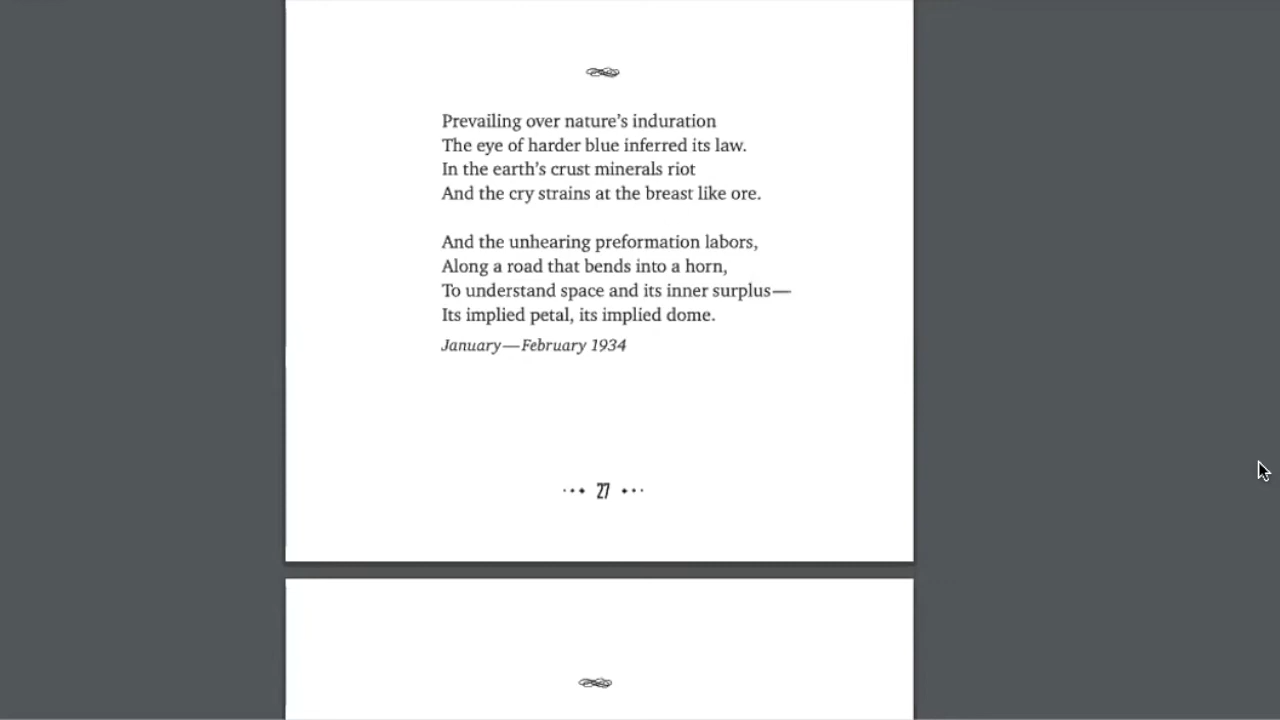 Prevailing over nature’s induration
The eye of harder blue inferred its law.
In the earth’s crust minerals riot
And the cry strains at the breast like ore.
And the unhearing preformation labors,
Along a road that bends into a horn,
To understand space and its inner surplus—
Its implied petal, its implied dome.
January—February 1934
27